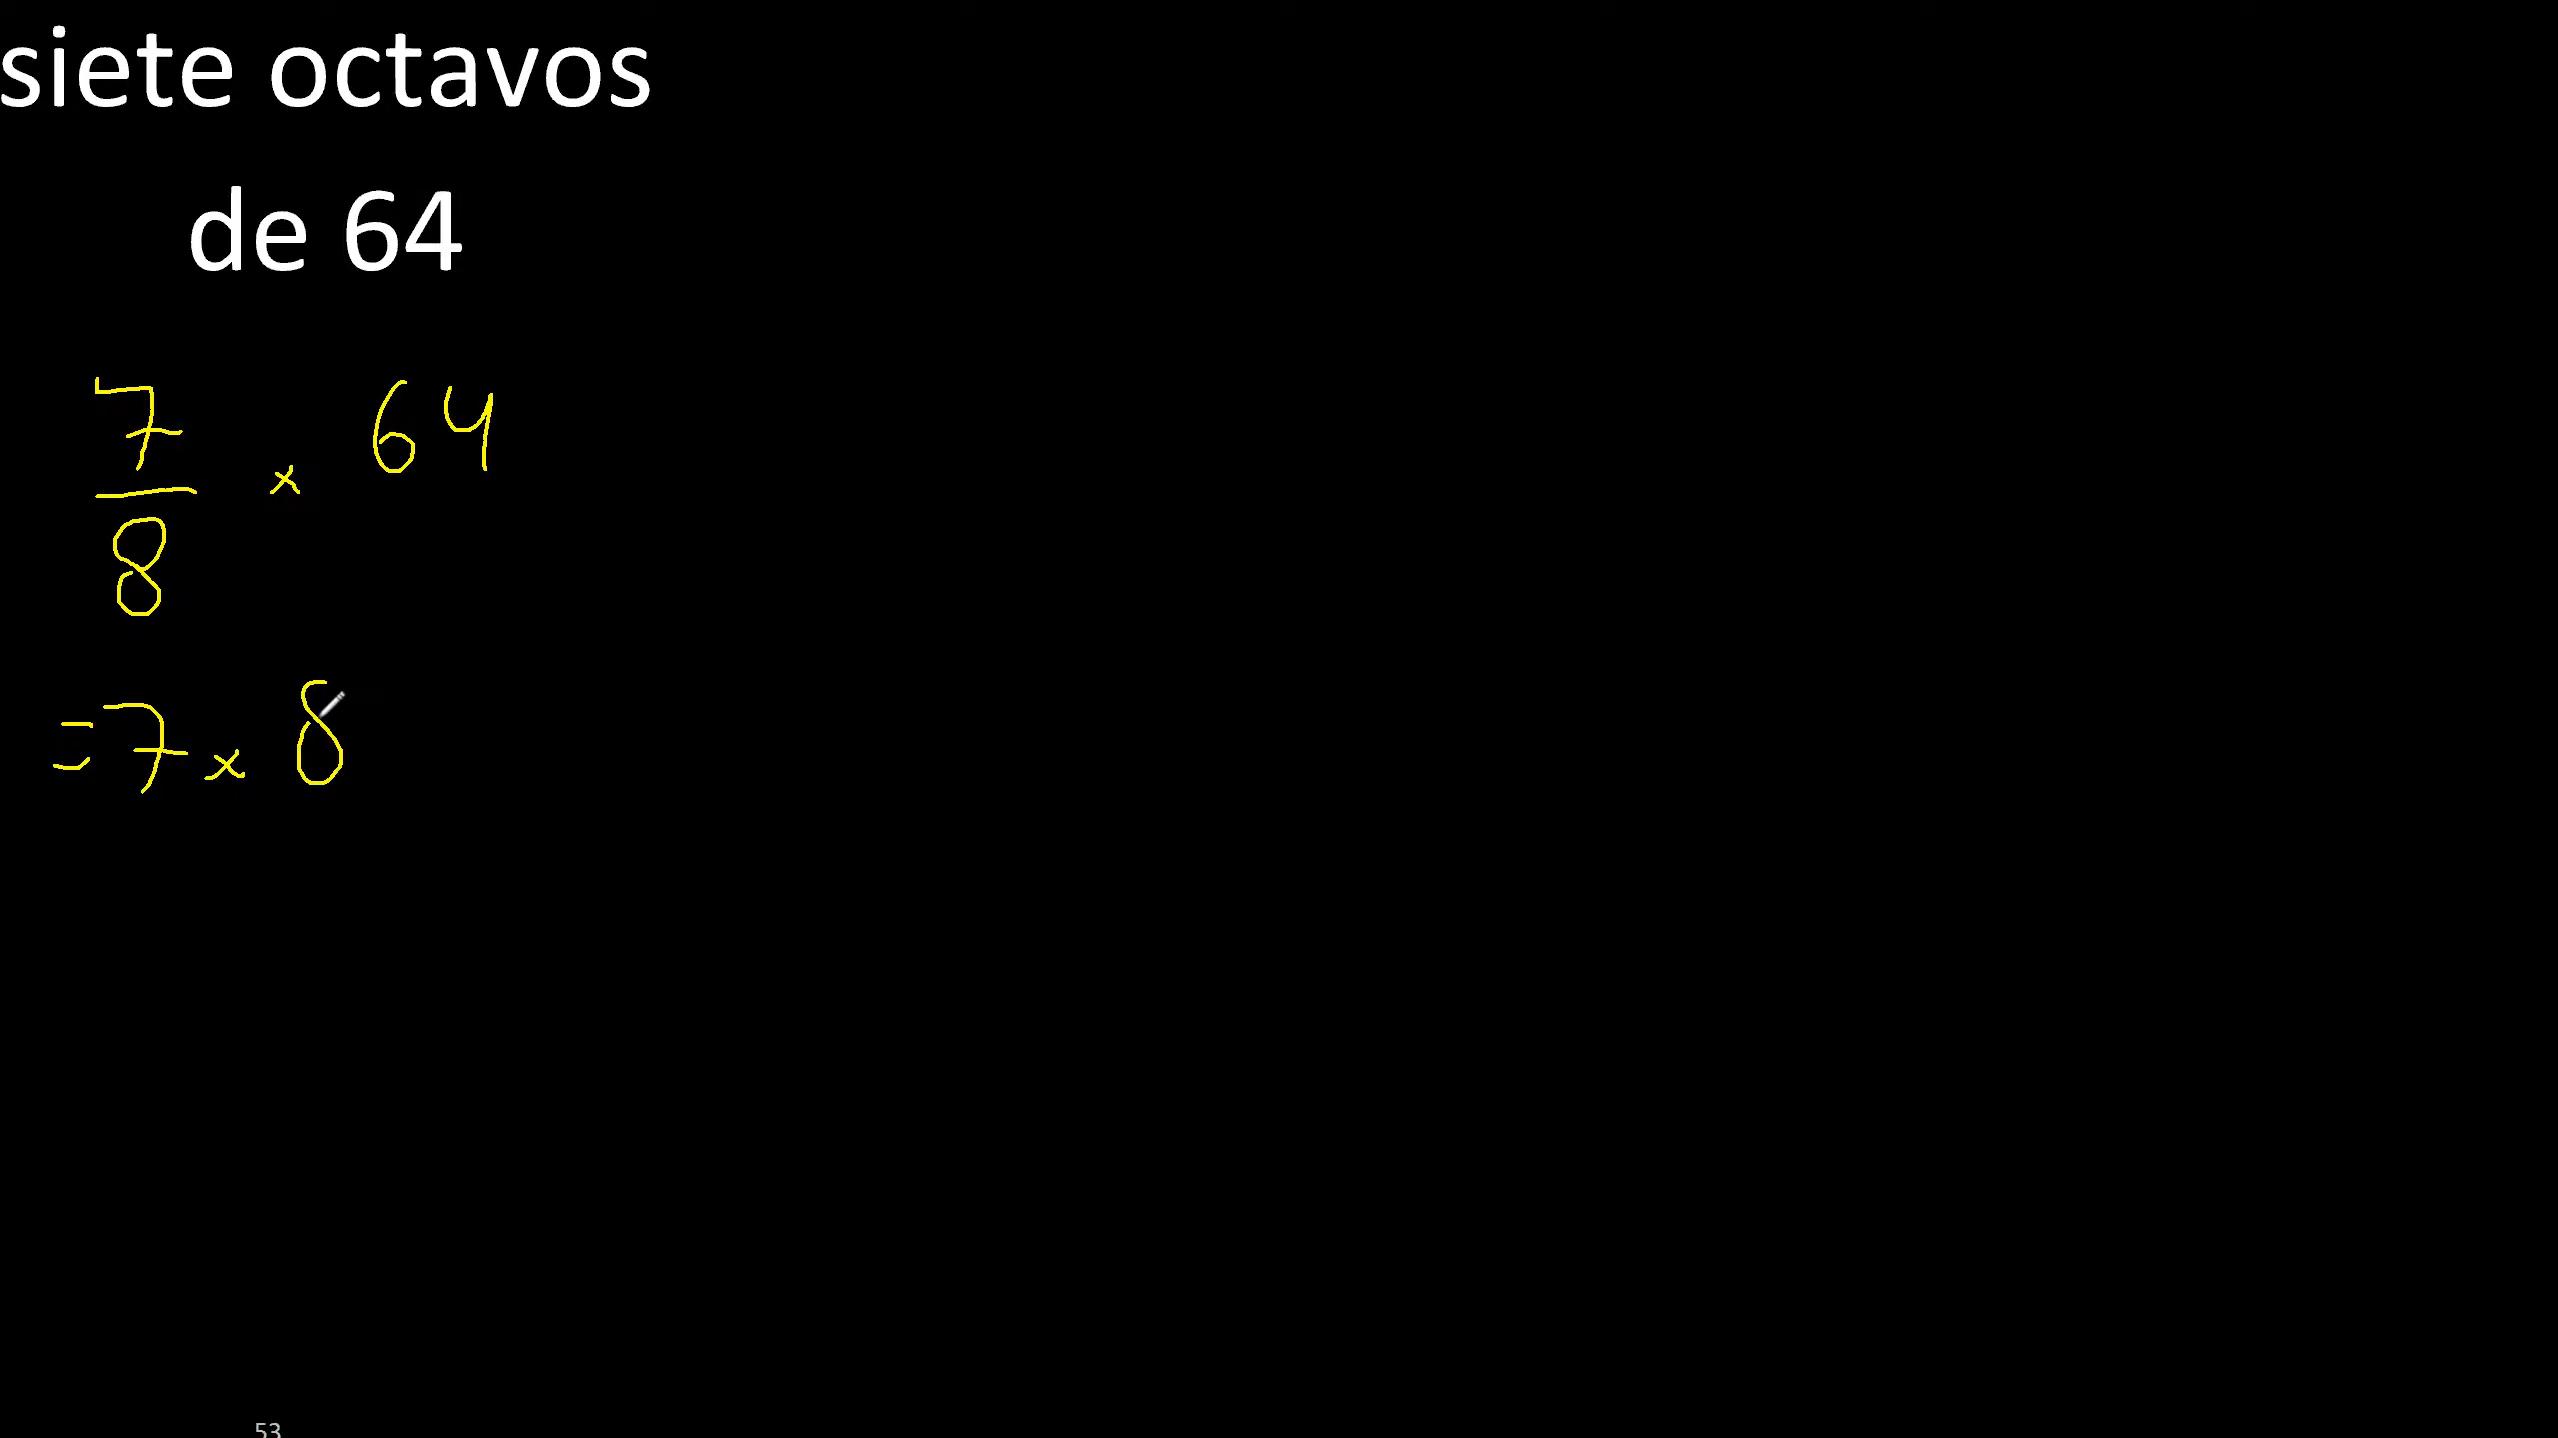 siete octavos
de 64
7/8 x 64
=7 x 8
53